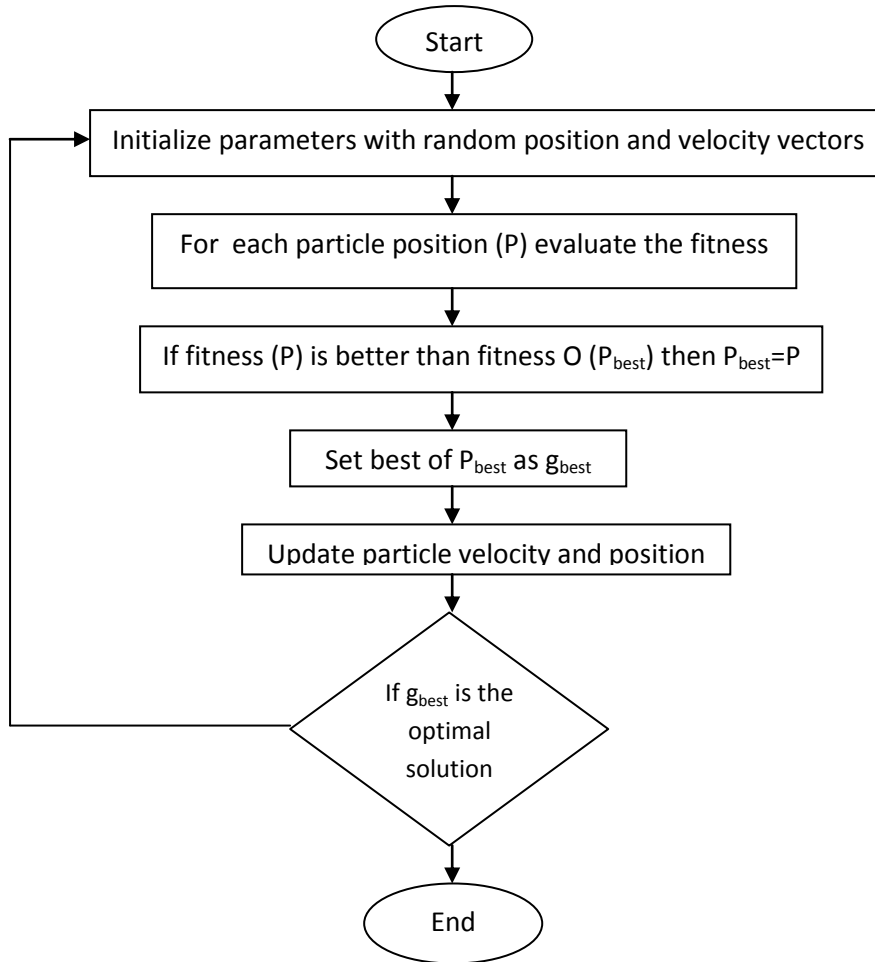 Start
Initialize parameters with random position and velocity vectors
For  each particle position (P) evaluate the fitness
If fitness (P) is better than fitness O (Pbest) then Pbest=P
Set best of Pbest as gbest
Update particle velocity and position
If gbest is the
optimal
solution
End